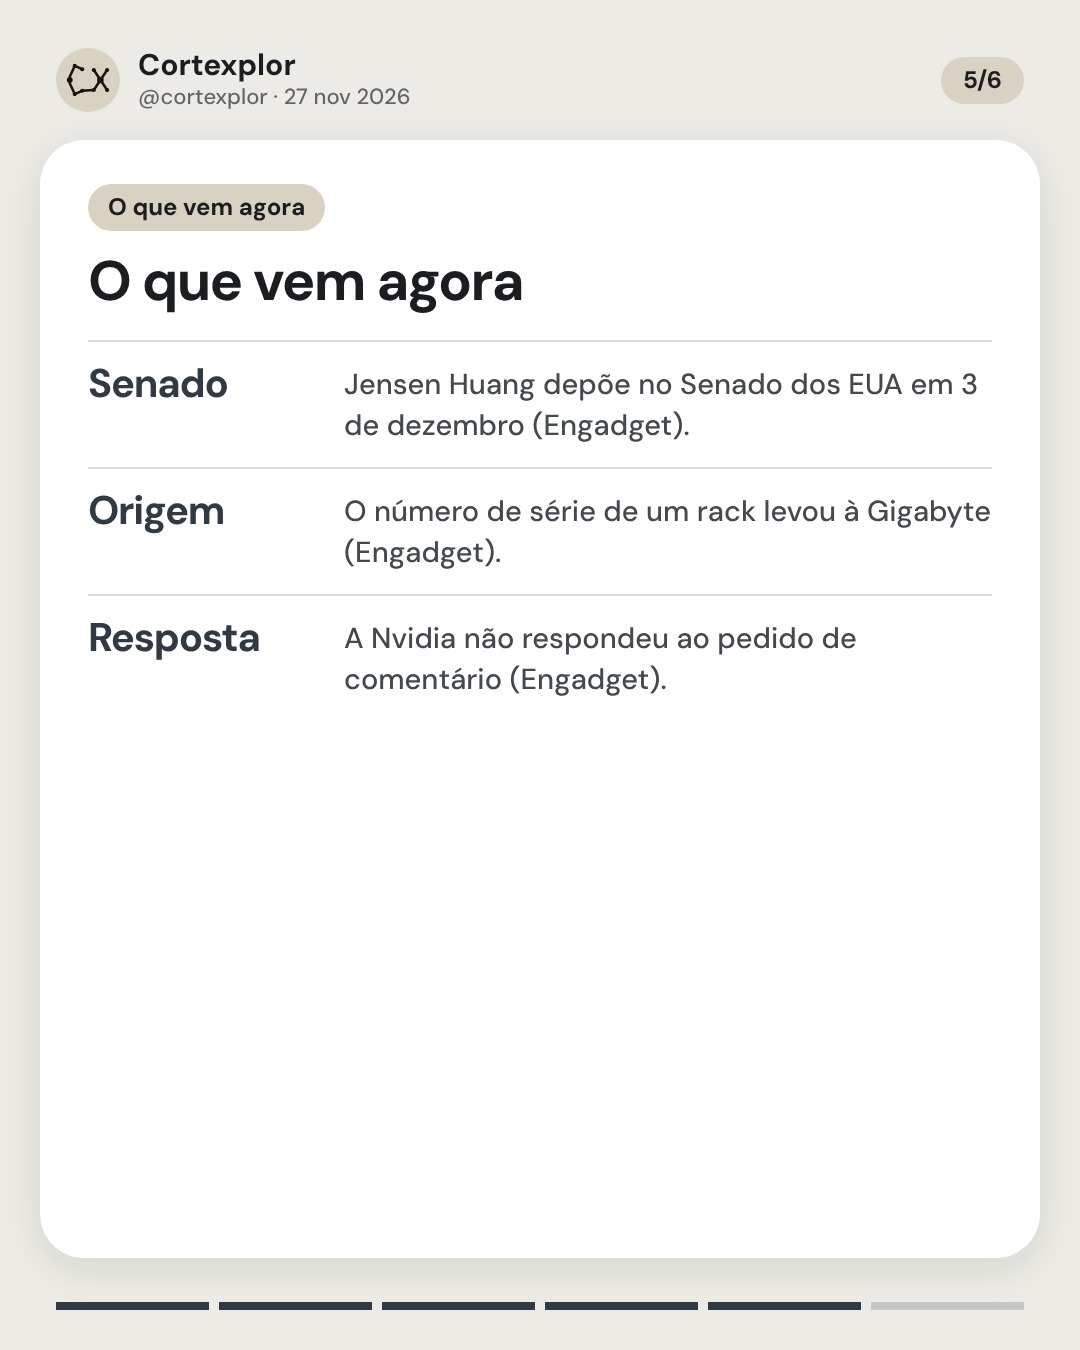 Cortexplor
@cortexplor · 27 nov 2026
5/6
O que vem agora
O que vem agora
Senado
Jensen Huang depõe no Senado dos EUA em 3
de dezembro (Engadget).
Origem
O número de série de um rack levou à Gigabyte
(Engadget).
Resposta
A Nvidia não respondeu ao pedido de
comentário (Engadget).